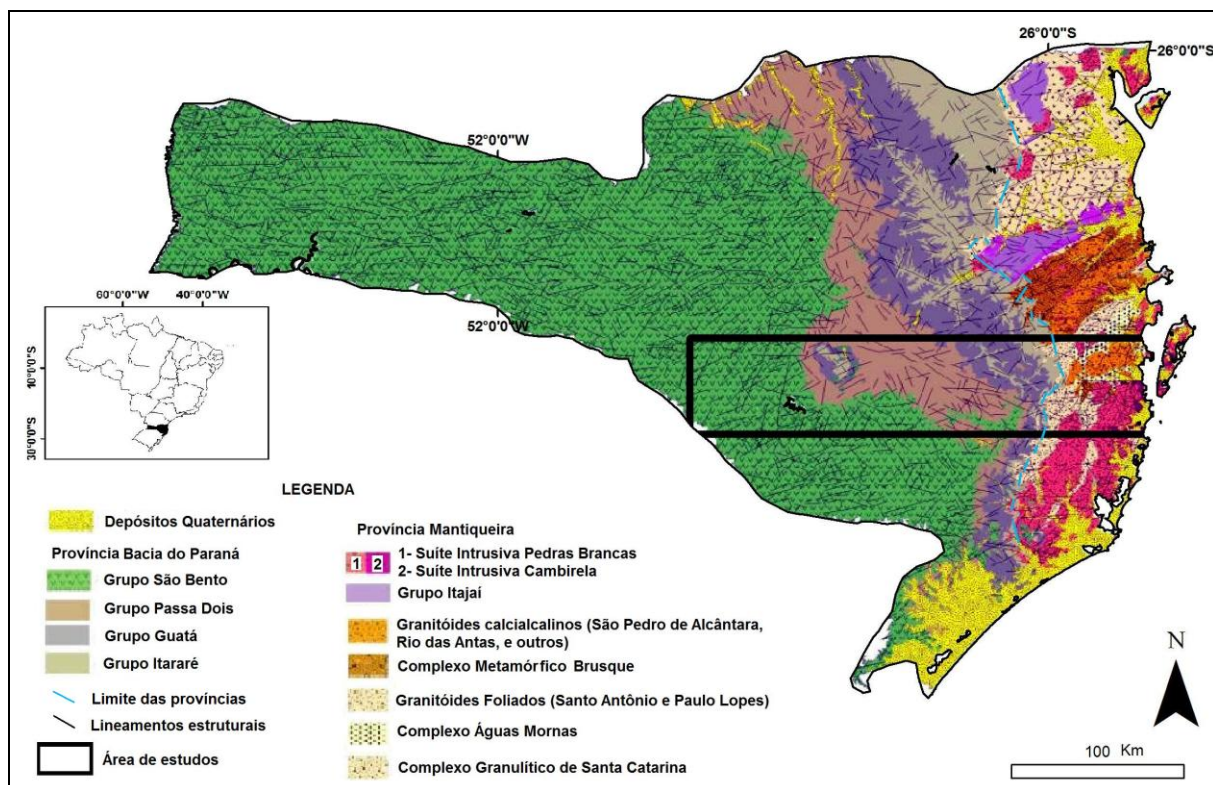 26°0'0"S
26°0'0"S
52°0'0"W
52°0'0"W
60°0'0"W 40°0'0"W
10°0'0"S
30°0'0"S
LEGENDA
Depósitos Quaternários
Província Bacia do Paraná
Grupo São Bento
Grupo Passa Dois
Grupo Guatá
Grupo Itararé
Limite das províncias
Lineamentos estruturais
Área de estudos
Província Mantiqueira
1 2
1- Suíte Intrusiva Pedras Brancas
2- Suíte Intrusiva Cambirela
Grupo Itajaí
Granitóides calcialcalinos (São Pedro de Alcântara,
Rio das Antas, e outros)
Complexo Metamórfico Brusque
Granitóides Foliados (Santo Antônio e Paulo Lopes)
Complexo Águas Mornas
Complexo Granulítico de Santa Catarina
N
100 Km